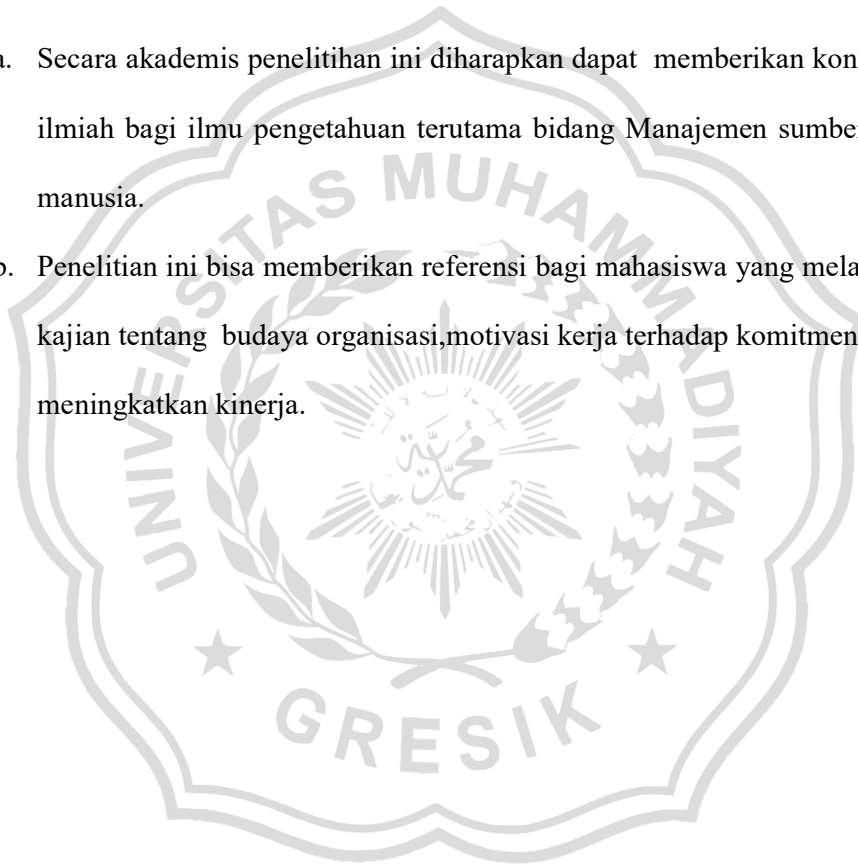 a. Secara akademis penelitihan ini diharapkan dapat memberikan kon
ilmiah bagi ilmu pengetahuan terutama bidang Manajemen sumber
manusia.
b. Penelitian ini bisa memberikan referensi bagi mahasiswa yang mela
kajian tentang budaya organisasi,motivasi kerja terhadap komitmen
meningkatkan kinerja.
UNIVERSITAS MUHAMMADIYAH
محمد
GRESIK